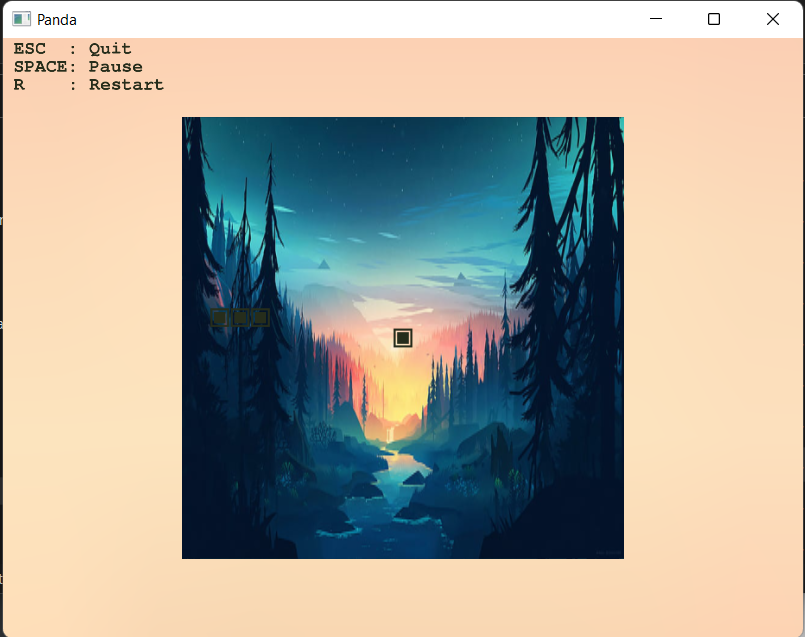 Panda
ESC  : Quit
SPACE: Pause
R    : Restart